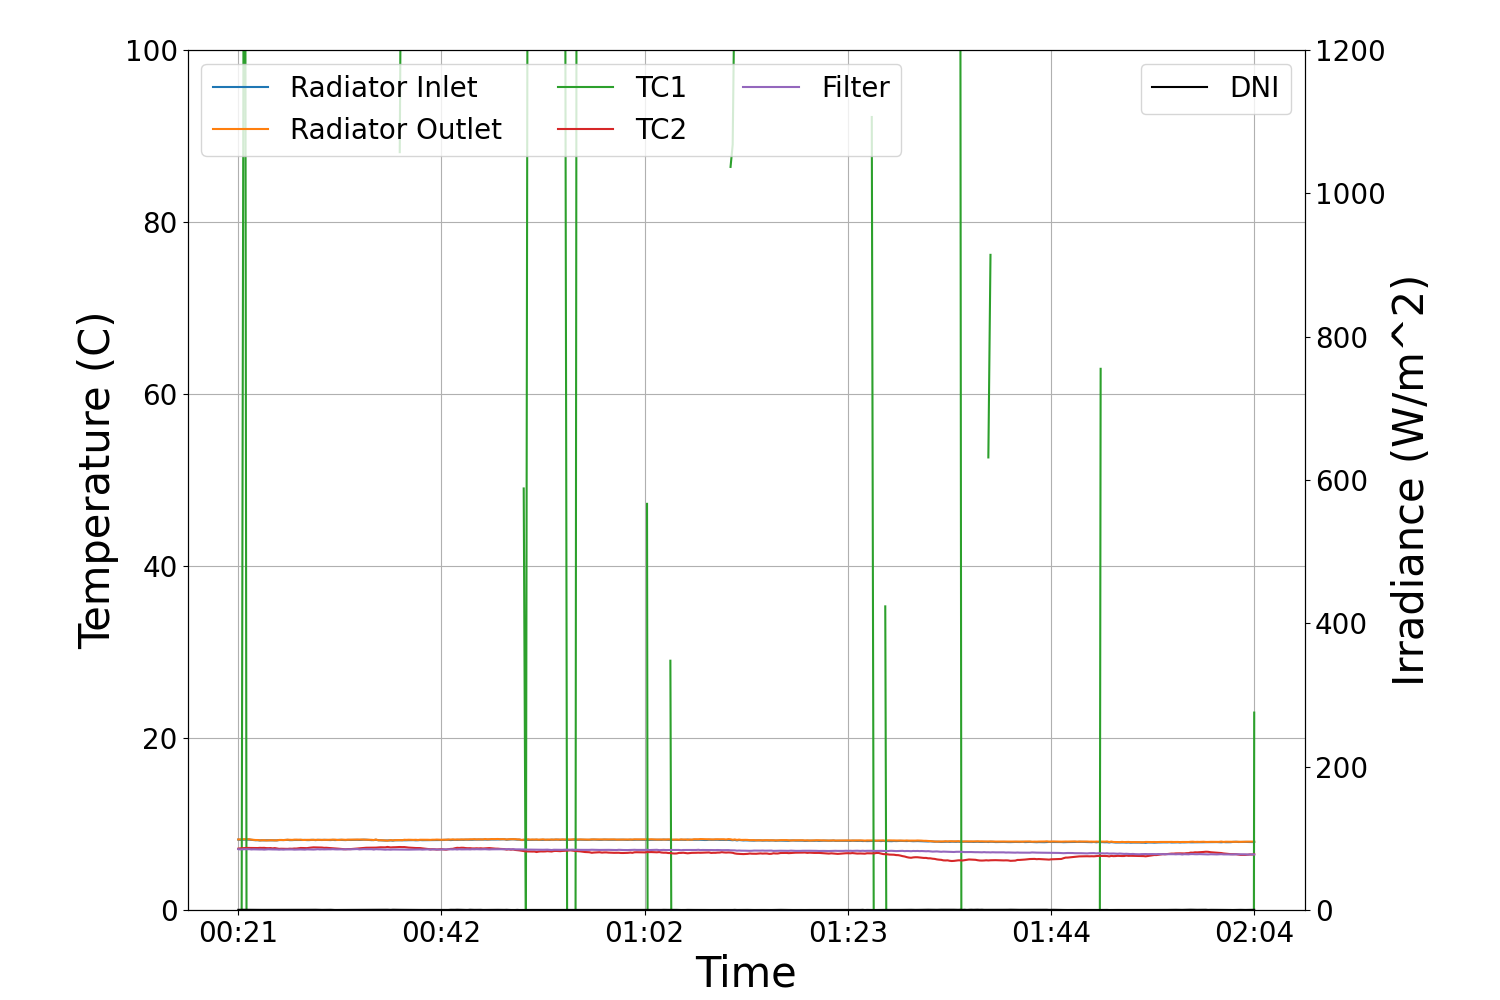 Radiator Inlet
Radiator Outlet
TC1
TC2
Filter
DNI
Temperature (C)
100
80
60
40
20
0
Irradiance (W/m^2)
1200
1000
800
600
400
200
0
00:21 00:42 01:02 01:23 01:44 02:04
Time